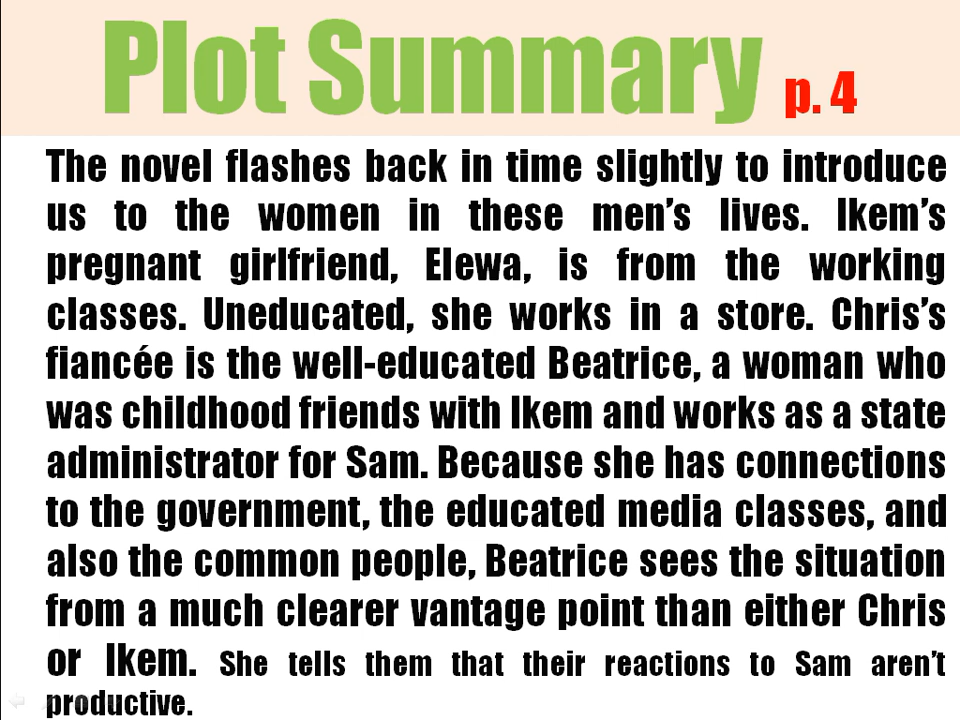 Plot Summary p. 4
The novel flashes back in time slightly to introduce
us to the women in these men’s lives. Ikem’s
pregnant girlfriend, Elewa, is from the working
classes. Uneducated, she works in a store. Chris’s
fiancée is the well-educated Beatrice, a woman who
was childhood friends with Ikem and works as a state
administrator for Sam. Because she has connections
to the government, the educated media classes, and
also the common people, Beatrice sees the situation
from a much clearer vantage point than either Chris
or Ikem. She tells them that their reactions to Sam aren’t
productive.